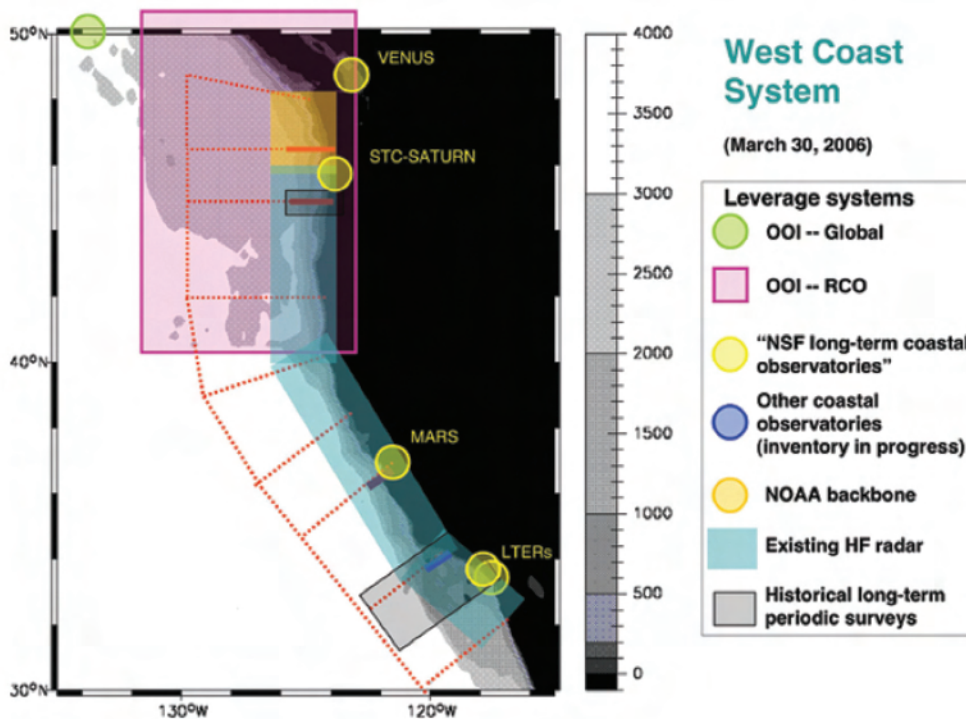 50°N
40°N
30°N
130°W
120°W
VENUS
STC-SATURN
MARS
LTERs
4000
3500
3000
2500
2000
1500
1000
500
0
West Coast
System
(March 30, 2006)
Leverage systems
OOI -- Global
OOI -- RCO
“NSF long-term coastal
observatories”
Other coastal
observatories
(inventory in progress)
NOAA backbone
Existing HF radar
Historical long-term
periodic surveys